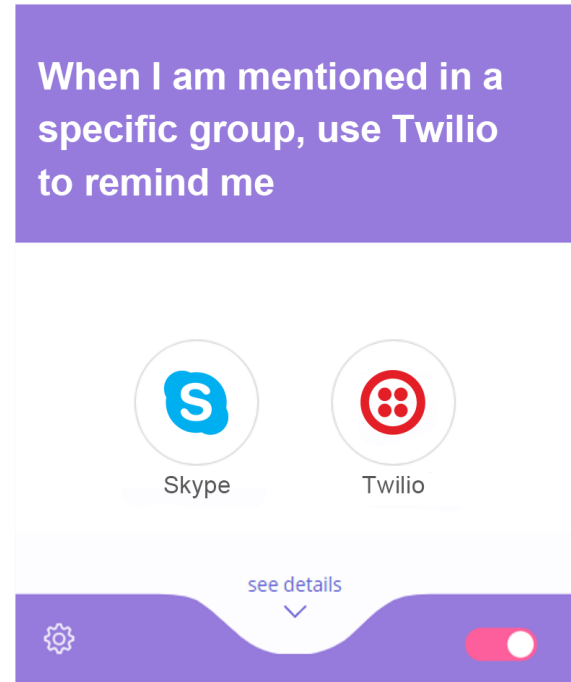 When I am mentioned in a
specific group, use Twilio
to remind me
S
Skype
Twilio
see details